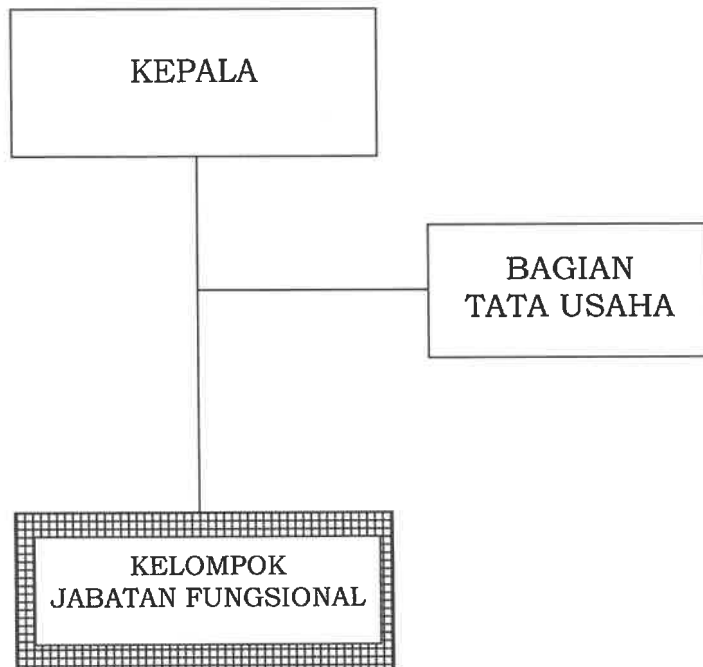 KEPALA
BAGIAN
TATA USAHA
KELOMPOK
JABATAN FUNGSIONAL